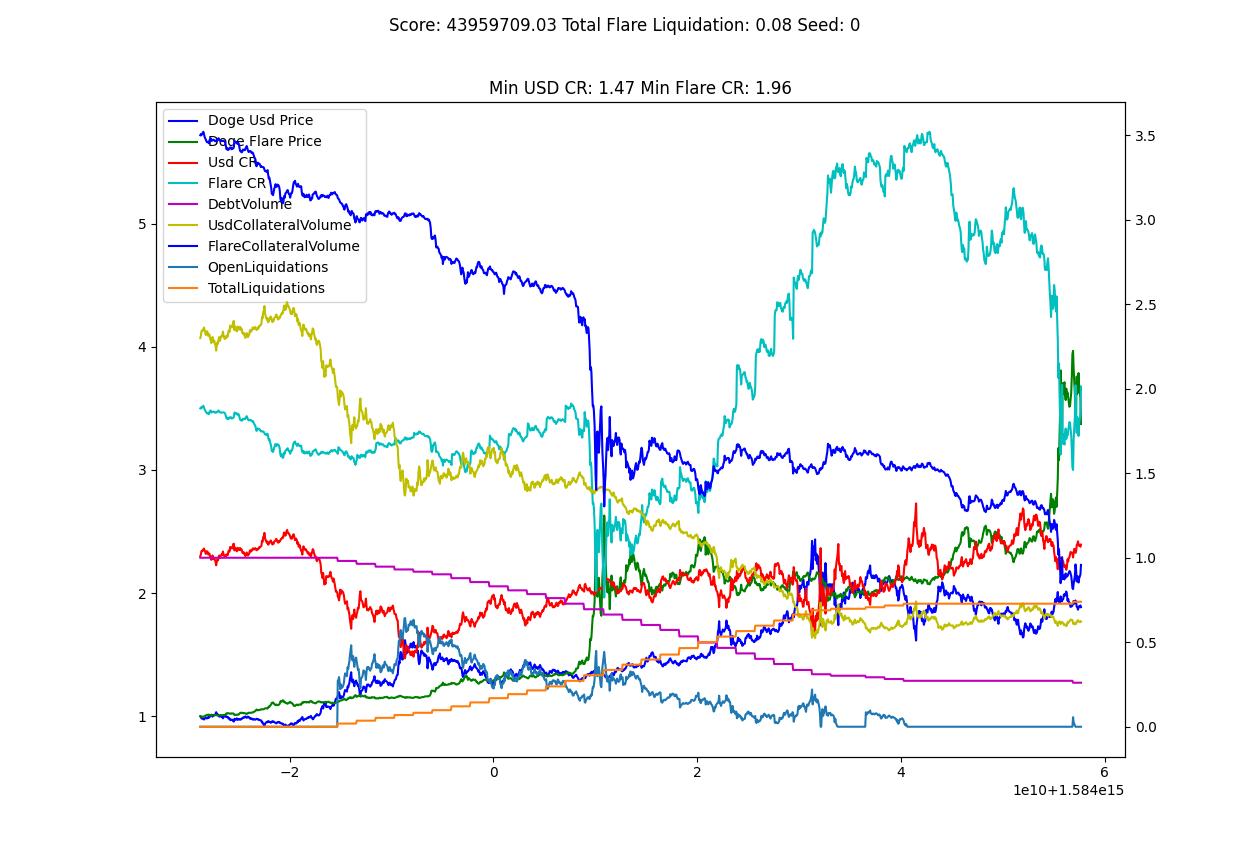 Score: 43959709.03 Total Flare Liquidation: 0.08 Seed: 0
Min USD CR: 1.47 Min Flare CR: 1.96
Doge Usd Price
Doge Flare Price
Usd CR
Flare CR
DebtVolume
UsdCollateralVolume
FlareCollateralVolume
OpenLiquidations
TotalLiquidations
5
4
3
2
1
3.5
3.0
2.5
2.0
1.5
1.0
0.5
0.0
−2
0
2
4
6
1e10+1.584e15